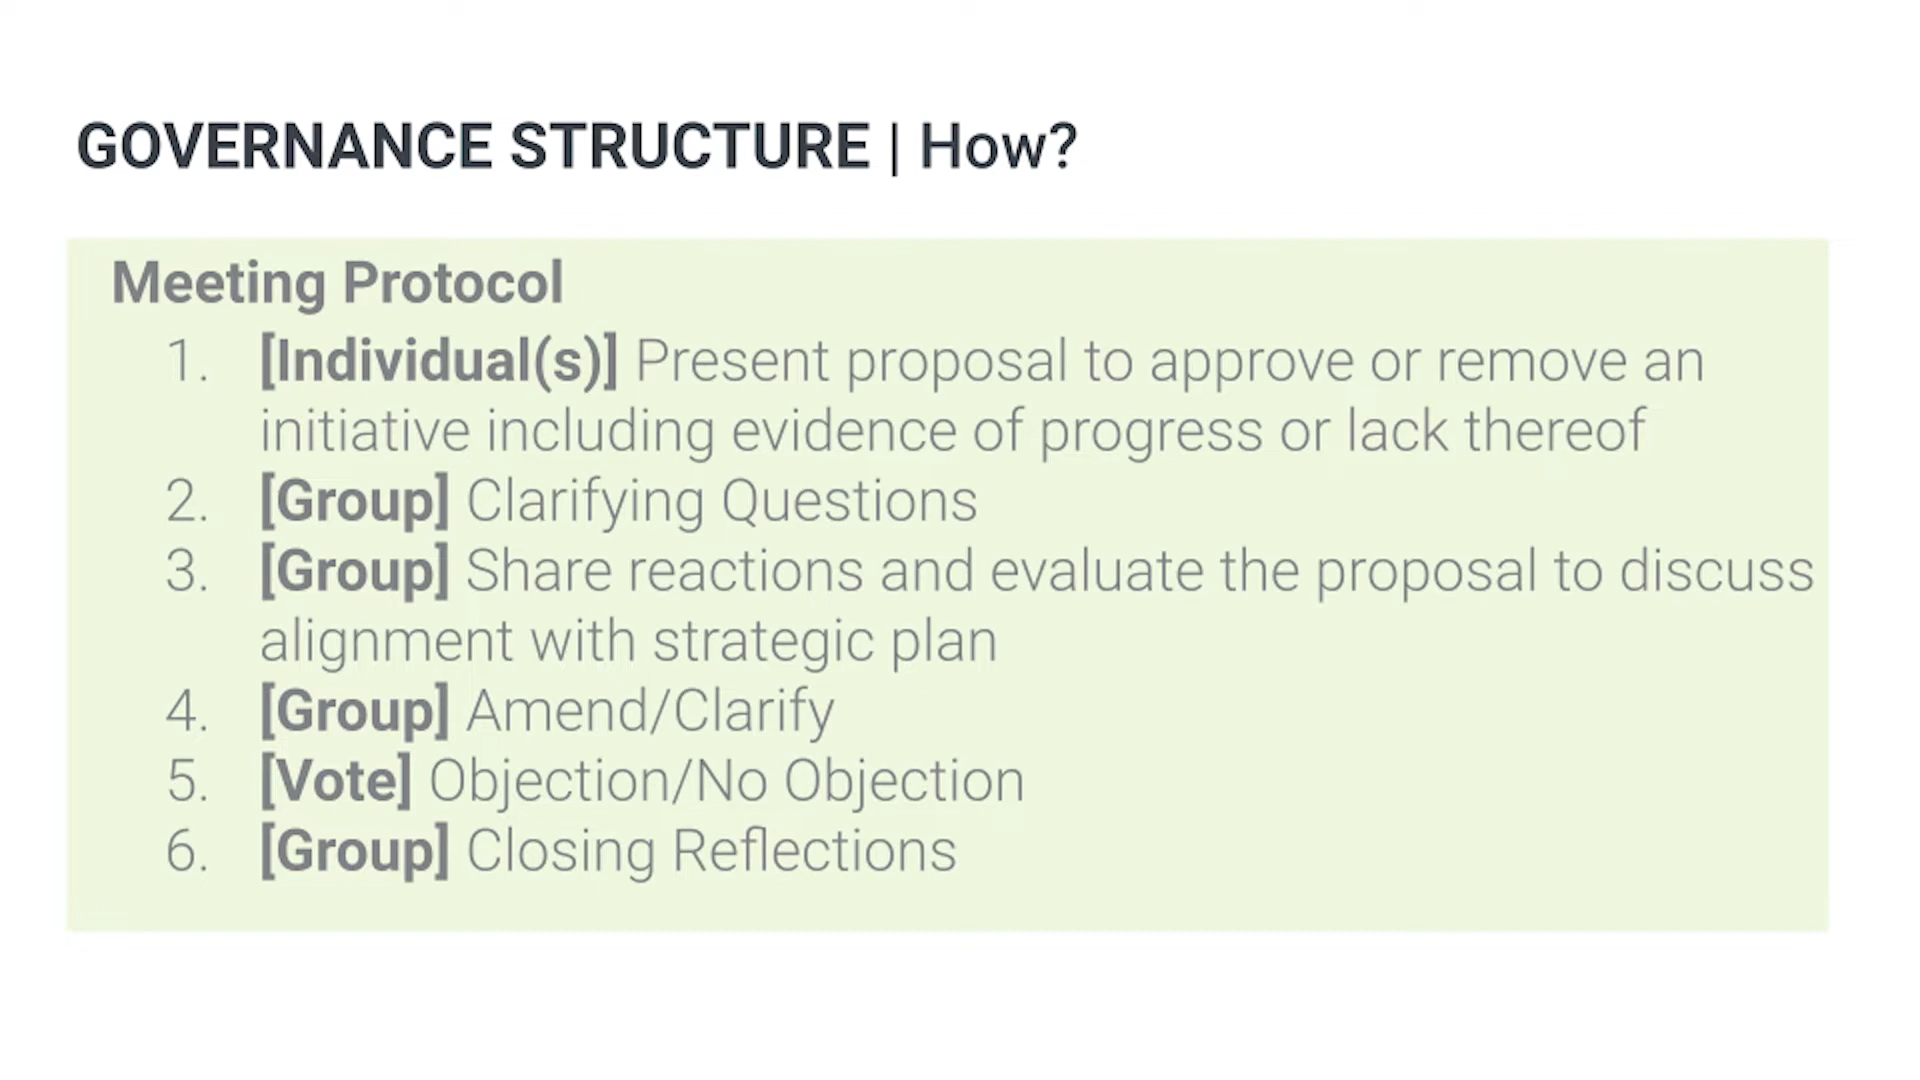 GOVERNANCE STRUCTURE | How?
Meeting Protocol
1. [Individual(s)] Present proposal to approve or remove an
initiative including evidence of progress or lack thereof
2. [Group] Clarifying Questions
3. [Group] Share reactions and evaluate the proposal to discuss
alignment with strategic plan
4. [Group] Amend/Clarify
5. [Vote] Objection/No Objection
6. [Group] Closing Reflections